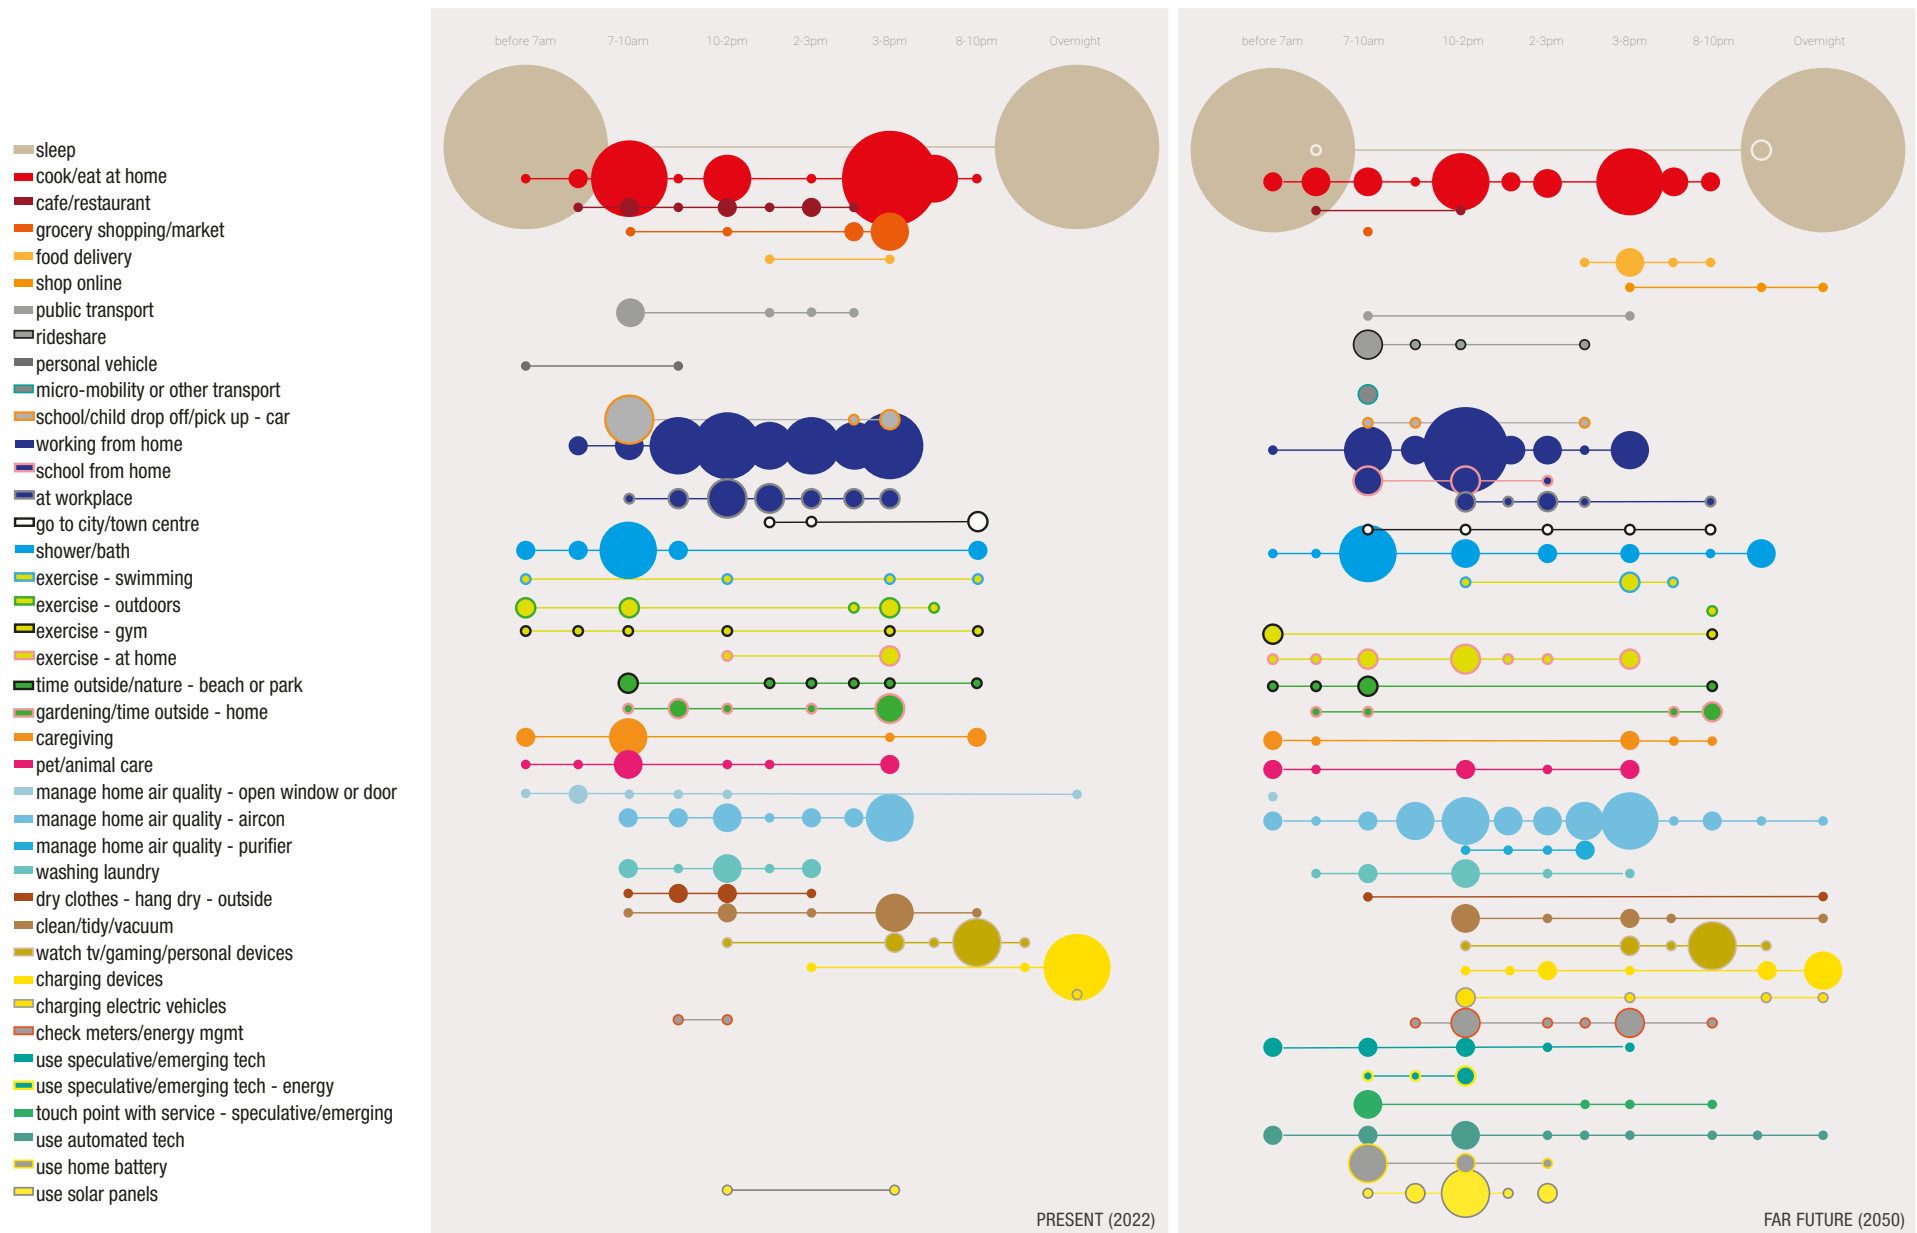 before 7am 7-10am 10-2pm 2-3pm 3-8pm 8-10pm Overnight
before 7am 7-10am 10-2pm 2-3pm 3-8pm 8-10pm Overnight
sleep
cook/eat at home
cafe/restaurant
grocery shopping/market
food delivery
shop online
public transport
rideshare
personal vehicle
micro-mobility or other transport
school/child drop off/pick up - car
working from home
school from home
at workplace
go to city/town centre
shower/bath
exercise - swimming
exercise - outdoors
exercise - gym
exercise - at home
time outside/nature - beach or park
gardening/time outside - home
caregiving
pet/animal care
manage home air quality - open window or door
manage home air quality - aircon
manage home air quality - purifier
washing laundry
dry clothes - hang dry - outside
clean/tidy/vacuum
watch tv/gaming/personal devices
charging devices
charging electric vehicles
check meters/energy mgmt
use speculative/emerging tech
use speculative/emerging tech - energy
touch point with service - speculative/emerging
use automated tech
use home battery
use solar panels
PRESENT (2022)
FAR FUTURE (2050)